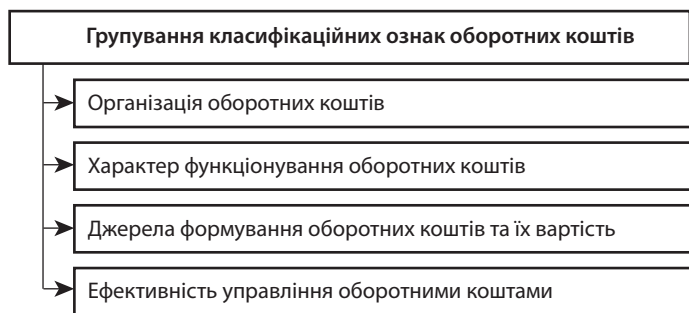 Групування класифікаційних ознак оборотних коштів
Організація оборотних коштів
Характер функціонування оборотних коштів
Джерела формування оборотних коштів та їх вартість
Ефективність управління оборотними коштами